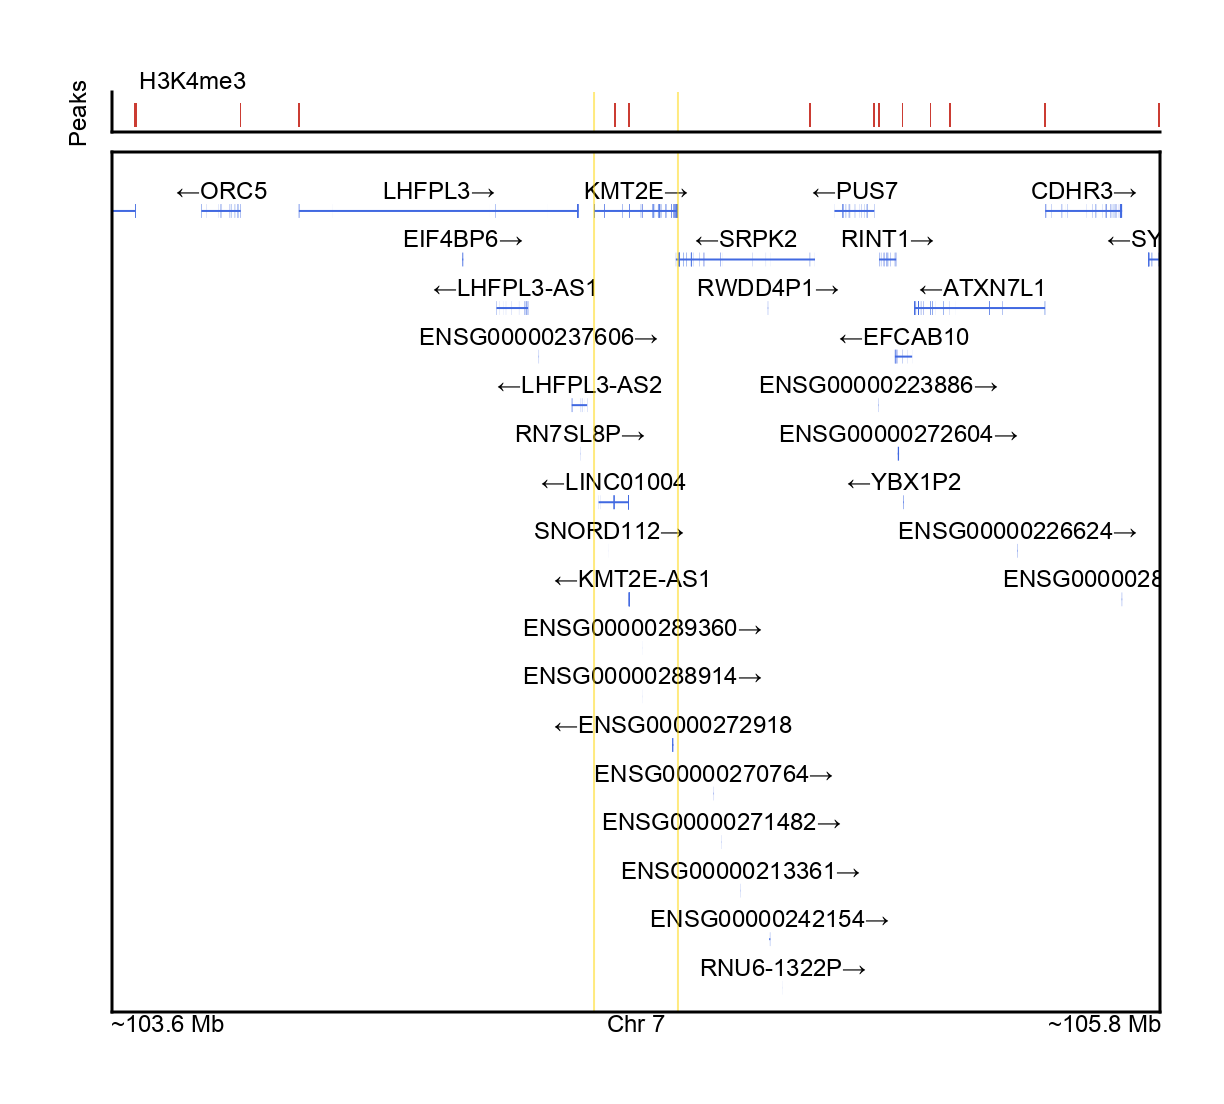 H3K4me3
Peaks
←ORC5 LHFPL3→ KMT2E→ ←PUS7 CDHR3→
EIF4BP6→ ←SRPK2 RINT1→ ←SY
←LHFPL3-AS1 RWDD4P1→ ←ATXN7L1
ENSG00000237606→ ←EFCAB10
←LHFPL3-AS2 ENSG00000223886→
RN7SL8P→ ENSG00000272604→
←LINC01004 ←YBX1P2
SNORD112→ ENSG00000226624→
←KMT2E-AS1 ENSG0000028
ENSG00000289360→
ENSG00000288914→
←ENSG00000272918
ENSG00000270764→
ENSG00000271482→
ENSG00000213361→
ENSG00000242154→
RNU6-1322P→
~103.6 Mb Chr 7 ~105.8 Mb